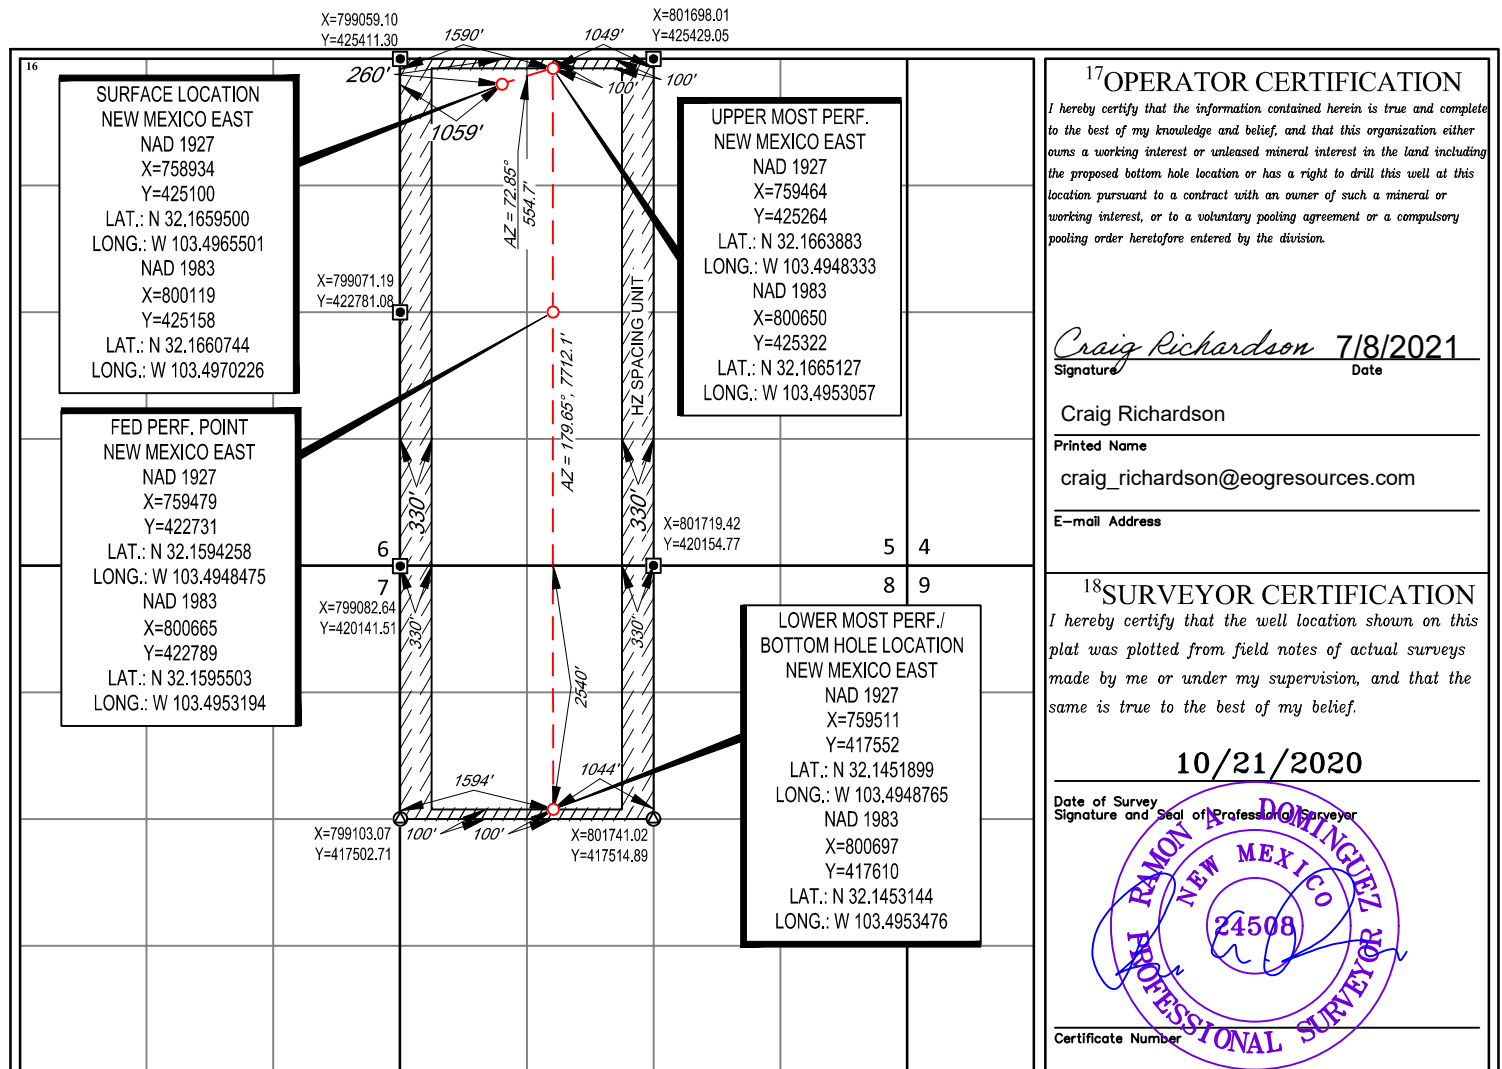 X=799059.10
Y=425411.30
1590'
1049'
X=801698.01
Y=425429.05
16
260'
100'
100'
1059'
SURFACE LOCATION
NEW MEXICO EAST
NAD 1927
X=758934
Y=425100
LAT.: N 32.1659500
LONG.: W 103.4965501
NAD 1983
X=800119
Y=425158
LAT.: N 32.1660744
LONG.: W 103.4970226
AZ = 72.85°
554.7'
UPPER MOST PERF.
NEW MEXICO EAST
NAD 1927
X=759464
Y=425264
LAT.: N 32.1663883
LONG.: W 103.4948333
NAD 1983
X=800650
Y=425322
LAT.: N 32.1665127
LONG.: W 103.4953057
X=799071.19
Y=422781.08
HZ SPACING UNIT
AZ = 179.65°, 7712.1'
FED PERF. POINT
NEW MEXICO EAST
NAD 1927
X=759479
Y=422731
LAT.: N 32.1594258
LONG.: W 103.4948475
NAD 1983
X=800665
Y=422789
LAT.: N 32.1595503
LONG.: W 103.4953194
330'
330'
X=801719.42
Y=420154.77
6
5 4
7
8 9
X=799082.64
Y=420141.51
330'
330'
2540'
LOWER MOST PERF./
BOTTOM HOLE LOCATION
NEW MEXICO EAST
NAD 1927
X=759511
Y=417552
LAT.: N 32.1451899
LONG.: W 103.4948765
NAD 1983
X=800697
Y=417610
LAT.: N 32.1453144
LONG.: W 103.4953476
1594'
1044'
X=799103.07
Y=417502.71
100'
100'
X=801741.02
Y=417514.89
17OPERATOR CERTIFICATION
I hereby certify that the information contained herein is true and complete
to the best of my knowledge and belief, and that this organization either
owns a working interest or unleased mineral interest in the land including
the proposed bottom hole location or has a right to drill this well at this
location pursuant to a contract with an owner of such a mineral or
working interest, or to a voluntary pooling agreement or a compulsory
pooling order heretofore entered by the division.
Craig Richardson 7/8/2021
Signature Date
Craig Richardson
Printed Name
craig_richardson@eogresources.com
E-mail Address
18SURVEYOR CERTIFICATION
I hereby certify that the well location shown on this
plat was plotted from field notes of actual surveys
made by me or under my supervision, and that the
same is true to the best of my belief.
10/21/2020
Date of Survey
Signature and Seal of Professional Surveyor
RAMON A. DOMINGUEZ
NEW MEXICO
24508
PROFESSIONAL SURVEYOR
Certificate Number